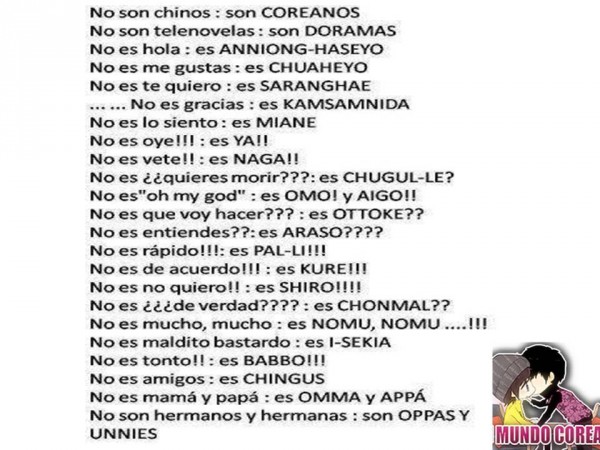 No son chinos : son COREANOS
No son telenovelas : son DORAMAS
No es hola : es ANNIONG-HASEYO
No es me gustas : es CHUAHEYO
No es te quiero : es SARANGHAE
... ... No es gracias : es KAMSAMNIDA
No es lo siento : es MIANE
No es oye!!! : es YA!!
No es vete!! : es NAGA!!
No es ¿¿quieres morir???: es CHUGUL-LE?
No es"oh my god" : es OMO! y AIGO!!
No es que voy hacer??? : es OTTOKE??
No es entiendes??: es ARASO????
No es rápido!!!: es PAL-LI!!!
No es de acuerdo!!! : es KURE!!!
No es no quiero!! : es SHIRO!!!!
No es ¿¿¿de verdad???? : es CHONMAL??
No es mucho, mucho : es NOMU, NOMU ....!!!
No es maldito bastardo : es I-SEKIA
No es tonto!! : es BABBO!!!
No es amigos : es CHINGUS
No es mamá y papá : es OMMA y APPÁ
No son hermanos y hermanas : son OPPAS Y
UNNIES
MUNDO COREA